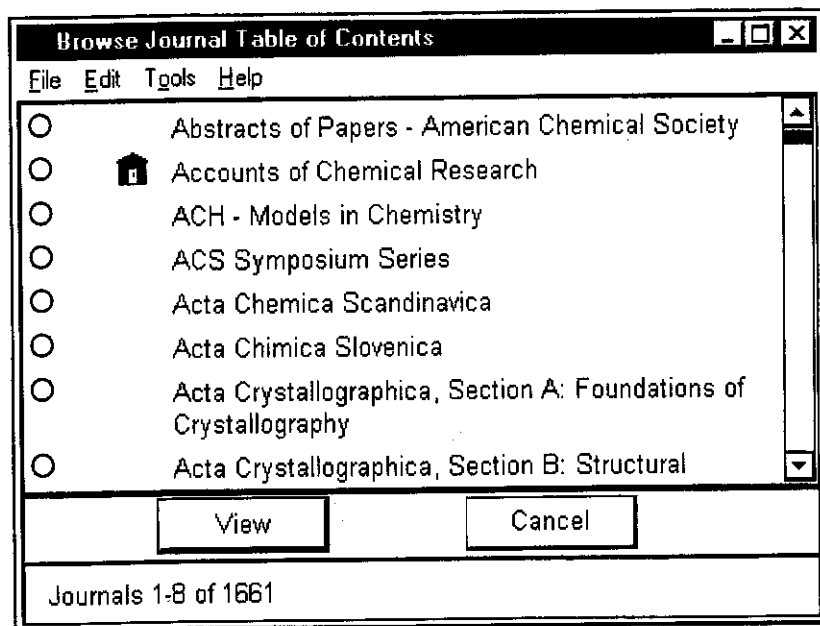 Browse Journal Table of Contents
File Edit Tools Help
Abstracts of Papers - American Chemical Society
Accounts of Chemical Research
ACH - Models in Chemistry
ACS Symposium Series
Acta Chemica Scandinavica
Acta Chimica Slovenica
Acta Crystallographica, Section A: Foundations of
Crystallography
Acta Crystallographica, Section B: Structural
View Cancel
Journals 1-8 of 1661